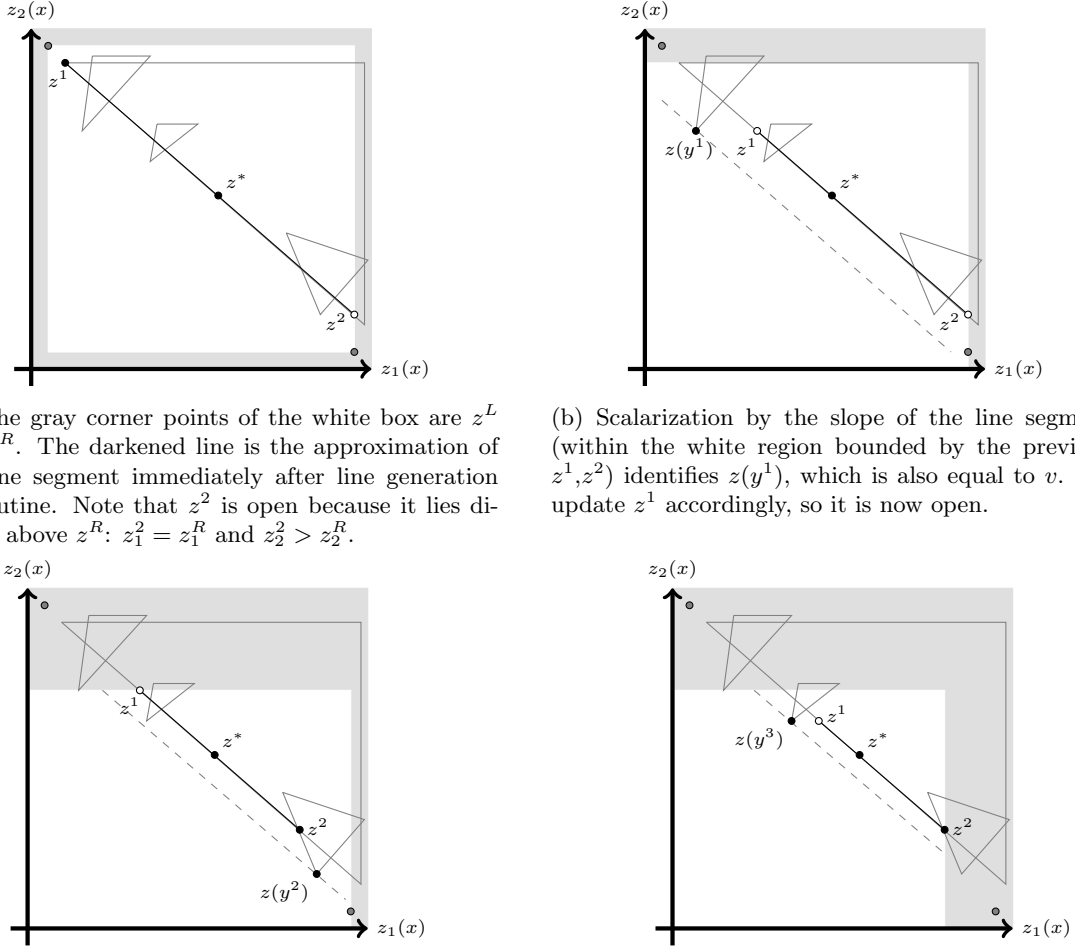 z₂(x)
z¹
z*
z²
z₁(x)
z₂(x)
z(y¹)
z¹
z*
z²
z₁(x)
he gray corner points of the white box are z^L
^R. The darkened line is the approximation of
ne segment immediately after line generation
utine. Note that z² is open because it lies di-
above z^R: z²₁ = z^R₁ and z²₂ > z^R₂.
(b) Scalarization by the slope of the line segm
(within the white region bounded by the previ
z¹,z²) identifies z(y¹), which is also equal to v.
update z¹ accordingly, so it is now open.
z₂(x)
z¹
z*
z²
z(y²)
z₁(x)
z₂(x)
z¹
z(y³)
z*
z²
z₁(x)